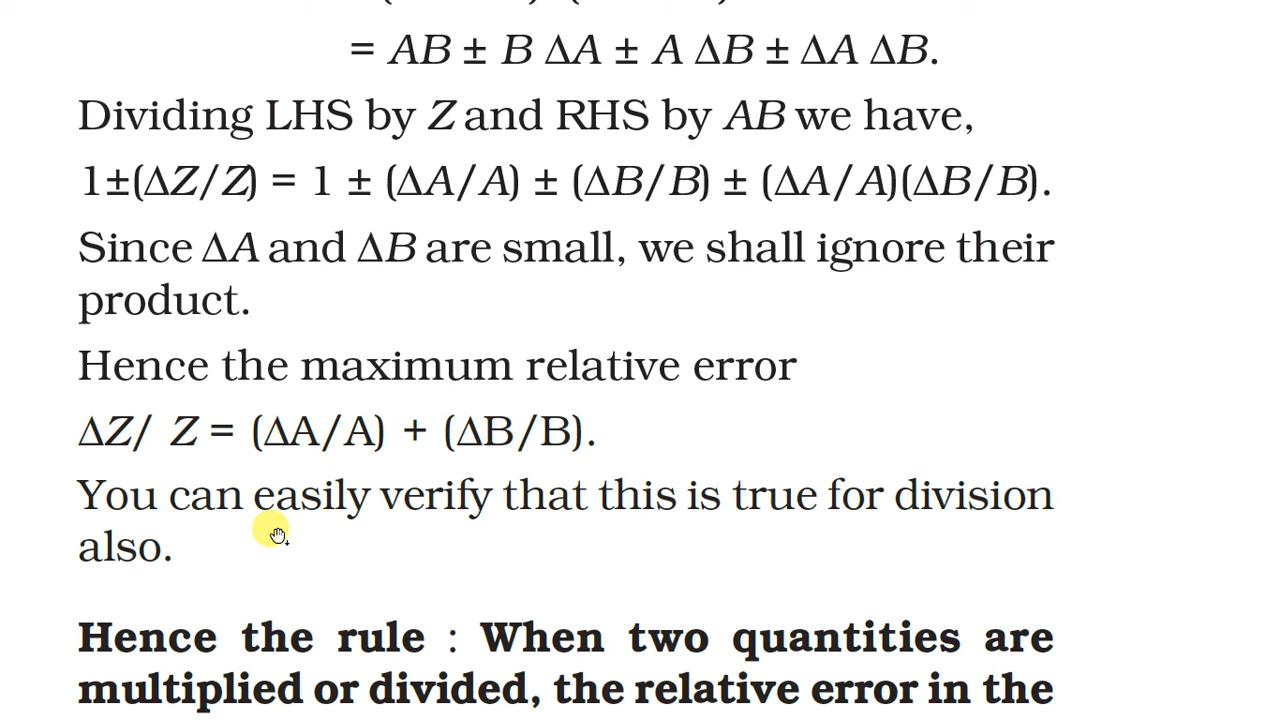 = AB ± B ΔA ± A ΔB ± ΔA ΔB.
Dividing LHS by Z and RHS by AB we have,
1±(ΔZ/Z) = 1 ± (ΔA/A) ± (ΔB/B) ± (ΔA/A)(ΔB/B).
Since ΔA and ΔB are small, we shall ignore their
product.
Hence the maximum relative error
ΔZ/ Z = (ΔA/A) + (ΔB/B).
You can easily verify that this is true for division
also.
Hence the rule : When two quantities are
multiplied or divided, the relative error in the